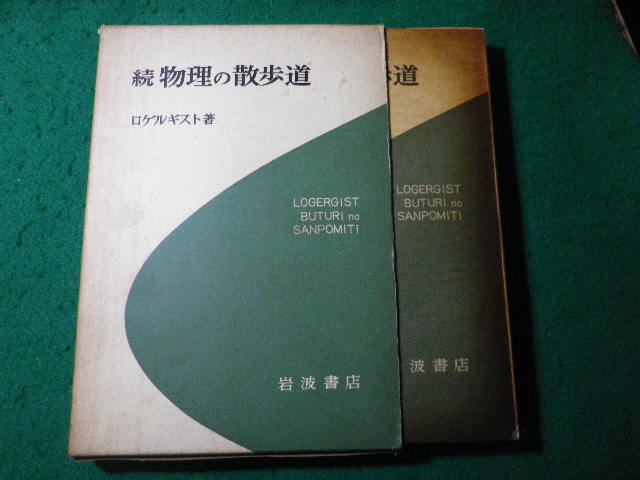 続 物理の散歩道
ロゲルギスト著
LOGERGIST
BUTURI no
SANPOMITI
岩波書店
道
LOGERGIST
BUTURI no
SANPOMITI
波書店